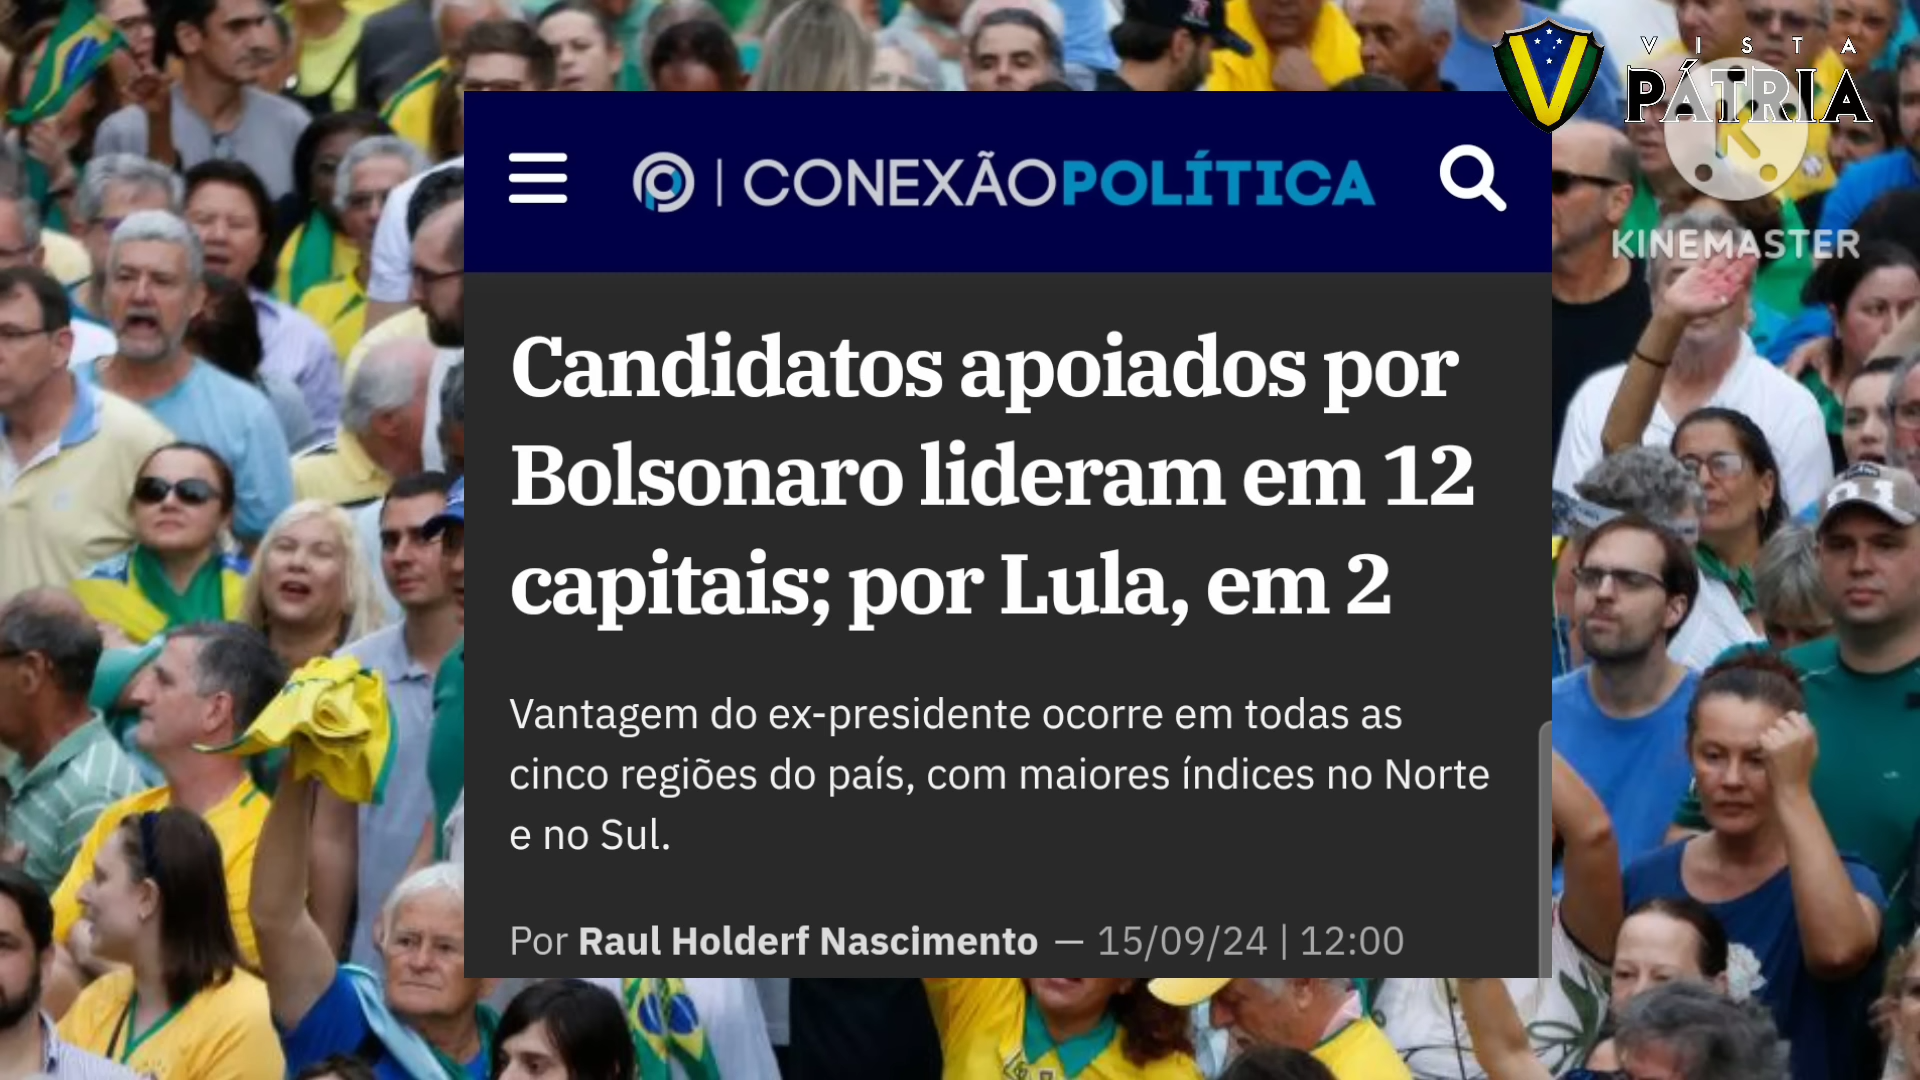 VISTA
PÁTRIA
K
KINEMASTER
CONEXÃOPOLÍTICA
Candidatos apoiados por
Bolsonaro lideram em 12
capitais; por Lula, em 2
Vantagem do ex-presidente ocorre em todas as
cinco regiões do país, com maiores índices no Norte
e no Sul.
Por Raul Holderf Nascimento — 15/09/24 | 12:00